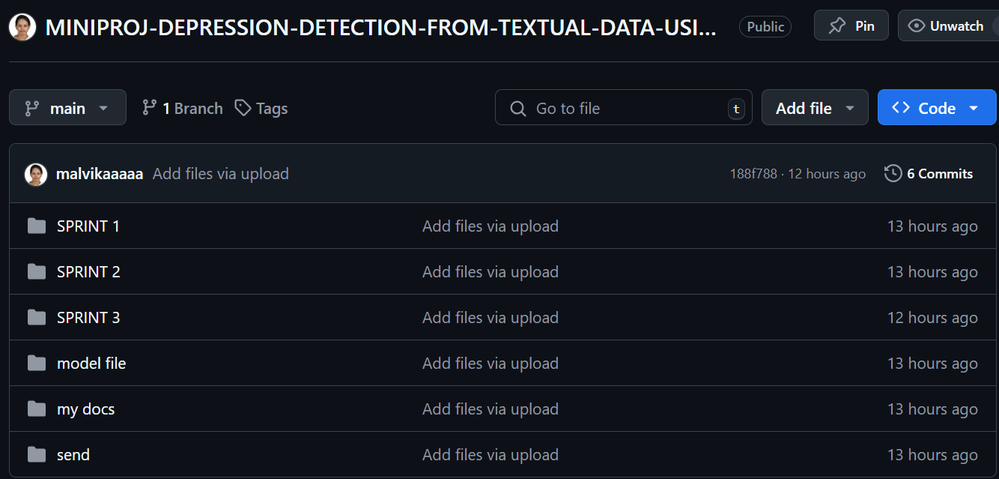 MINIPROJ-DEPRESSION-DETECTION-FROM-TEXTUAL-DATA-USI... Public Pin Unwatch
main 1 Branch Tags Go to file t Add file Code
malvikaaaaa Add files via upload 188f788 · 12 hours ago 6 Commits
SPRINT 1 Add files via upload 13 hours ago
SPRINT 2 Add files via upload 13 hours ago
SPRINT 3 Add files via upload 12 hours ago
model file Add files via upload 13 hours ago
my docs Add files via upload 13 hours ago
send Add files via upload 13 hours ago